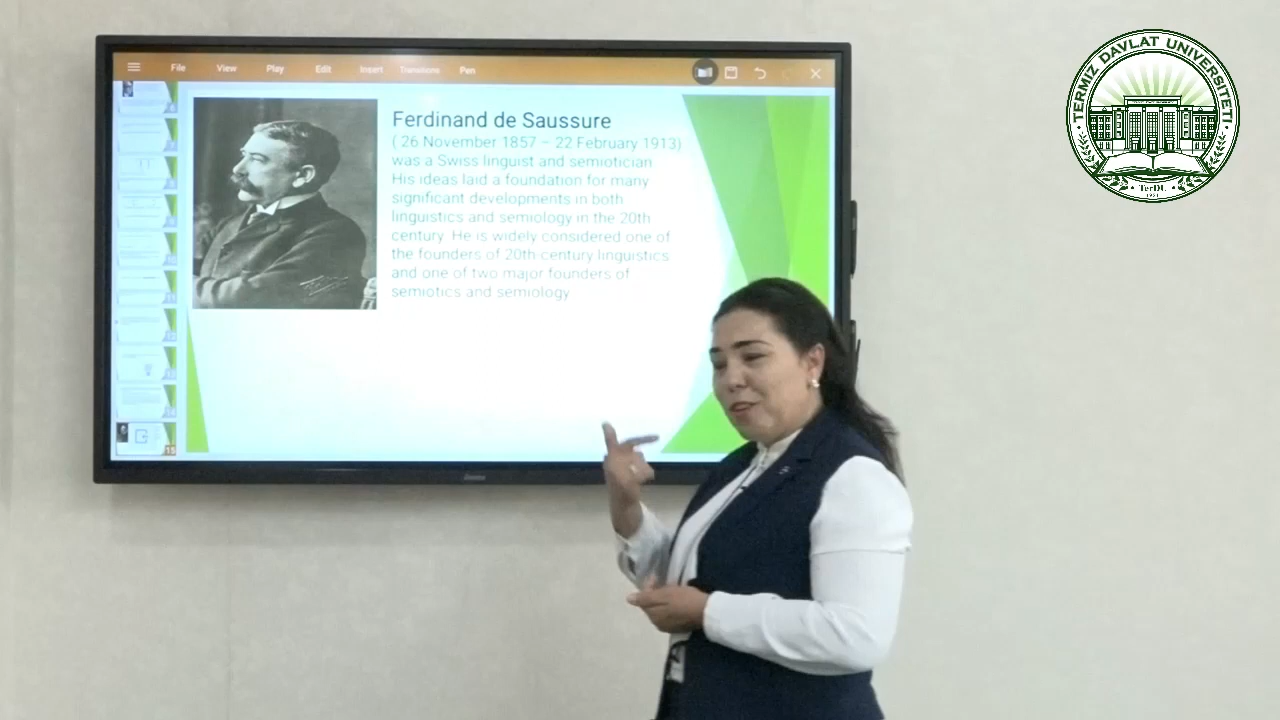 File View Play Edit Insert Transitions Pen
Ferdinand de Saussure
( 26 November 1857 – 22 February 1913)
was a Swiss linguist and semiotician.
His ideas laid a foundation for many
significant developments in both
linguistics and semiology in the 20th
century. He is widely considered one of
the founders of 20th-century linguistics
and one of two major founders of
semiotics and semiology
TERMIZ DAVLAT UNIVERSITETI
TerDU